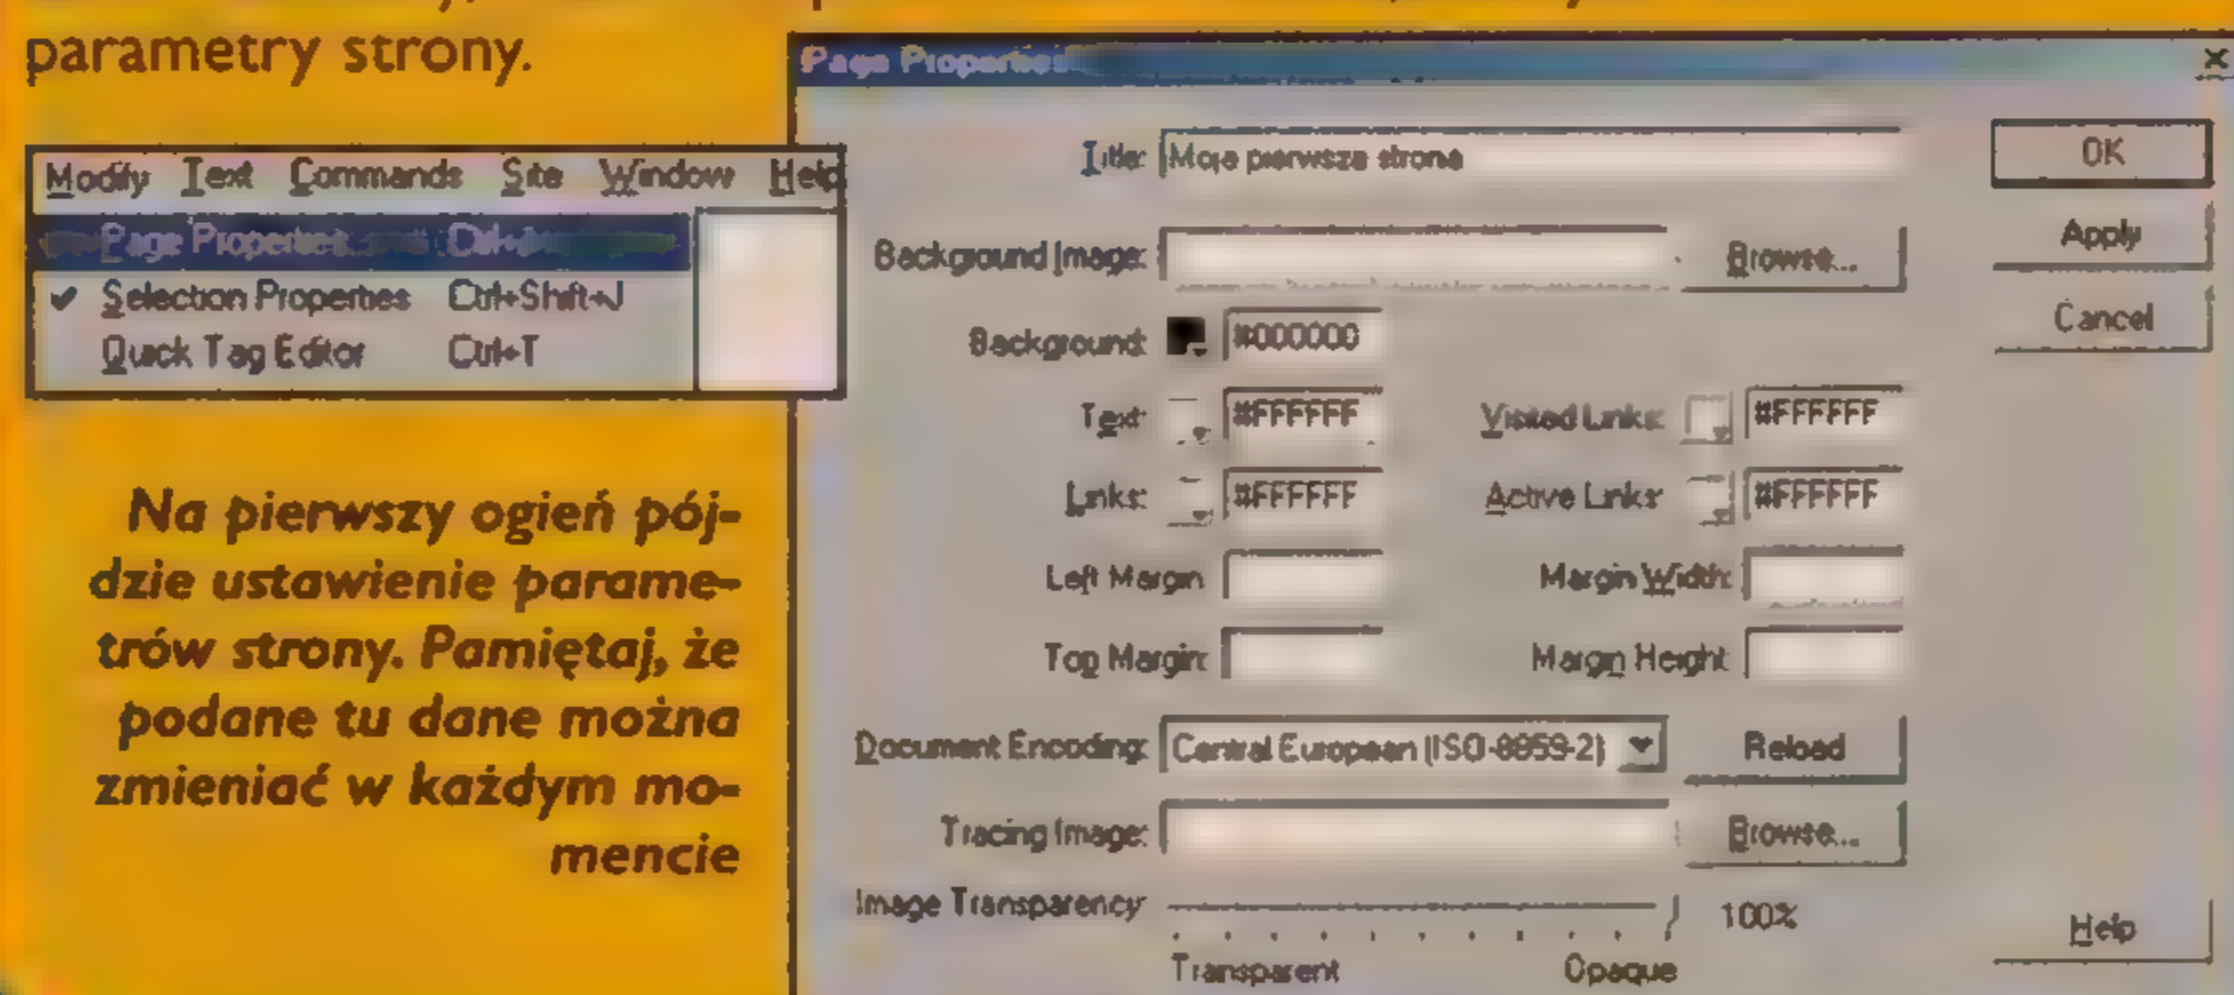 parametry strony.
Modify Text Commands Site Window Help
Page Properties...
Selection Properties Ctrl+Shift+J
Quick Tag Editor Ctrl+T
Na pierwszy ogień pój-
dzie ustawienie parame-
trów strony. Pamiętaj, że
podane tu dane można
zmieniać w każdym mo-
mencie
Page Properties
Title: Moja pierwsza strona
OK
Background Image: Browse...
Apply
Cancel
Background: #000000
Text: #FFFFFF Visited Links: #FFFFFF
Links: #FFFFFF Active Links: #FFFFFF
Left Margin: Margin Width:
Top Margin: Margin Height:
Document Encoding: Central European (ISO-8859-2) Reload
Tracing Image: Browse...
Image Transparency: 100%
Transparent Opaque
Help